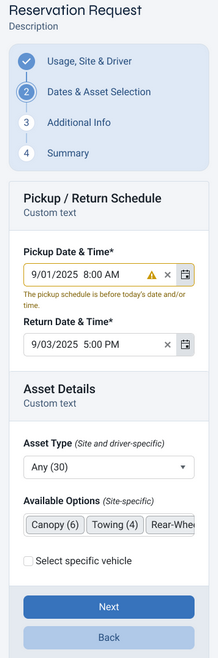 Reservation Request
Description
Usage, Site & Driver
2 Dates & Asset Selection
3 Additional Info
4 Summary
Pickup / Return Schedule
Custom text
Pickup Date & Time*
9/01/2025 8:00 AM
The pickup schedule is before today's date and/or
time.
Return Date & Time*
9/03/2025 5:00 PM
Asset Details
Custom text
Asset Type (Site and driver-specific)
Any (30)
Available Options (Site-specific)
Canopy (6) Towing (4) Rear-Whee
Select specific vehicle
Next
Back